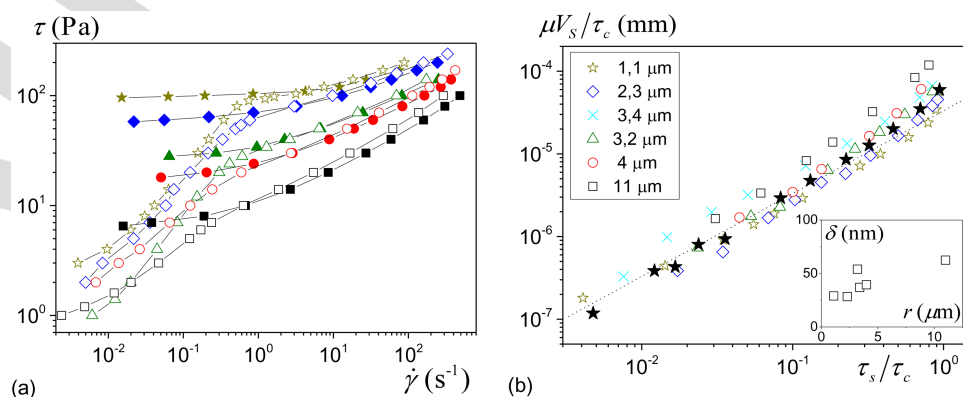 τ (Pa)
10²
10¹
10⁰
10⁻² 10⁻¹ 10⁰ 10¹ 10²
γ̇ (s⁻¹)
(a)
μV_S/τ_c (mm)
10⁻⁴
10⁻⁵
10⁻⁶
10⁻⁷
1,1 μm
2,3 μm
3,4 μm
3,2 μm
4 μm
11 μm
δ (nm)
100
50
0
0 5 10
r (μm)
10⁻² 10⁻¹ 10⁰
τ_s/τ_c
(b)